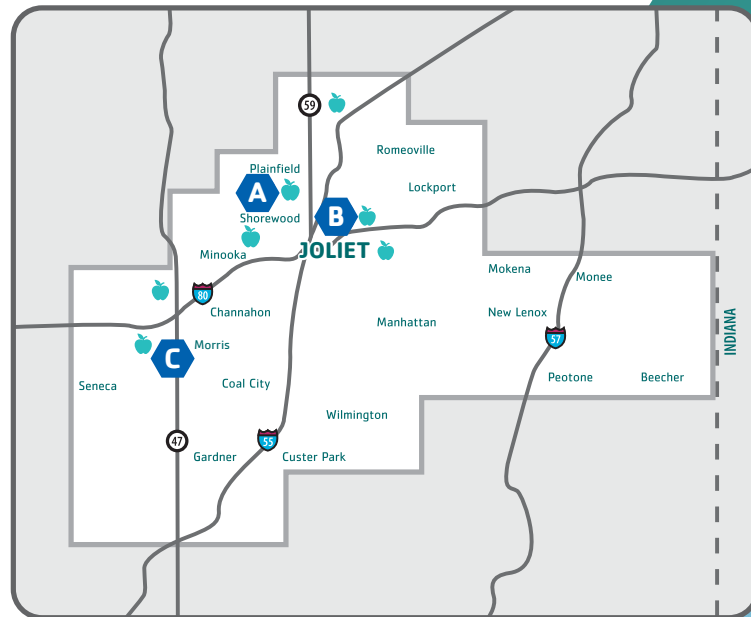 59
Romeoville
Plainfield
A
Lockport
Shorewood
B
JOLIET
Minooka
Mokena
Monee
80
Channahon
New Lenox
Manhattan
INDIANA
57
Morris
C
Seneca
Coal City
Peotone
Beecher
Wilmington
47
55
Gardner
Custer Park